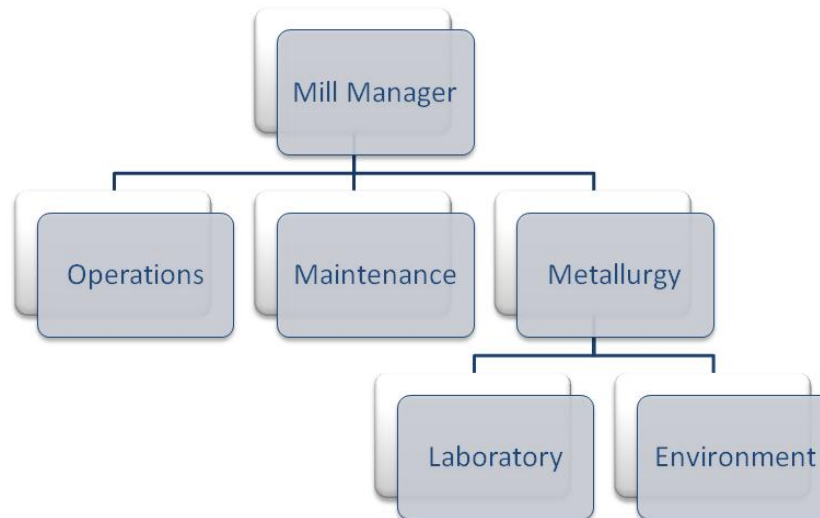 Mill Manager
Operations
Maintenance
Metallurgy
Laboratory
Environment